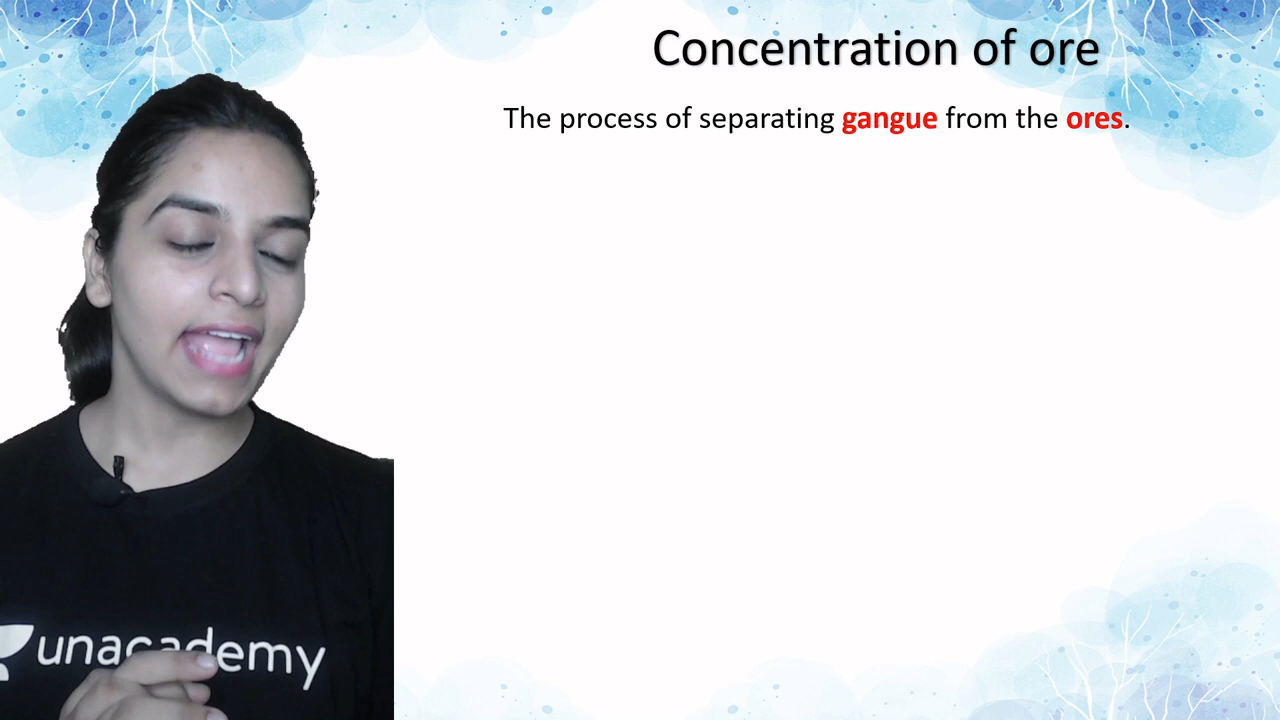 Concentration of ore
The process of separating gangue from the ores.
unacademy